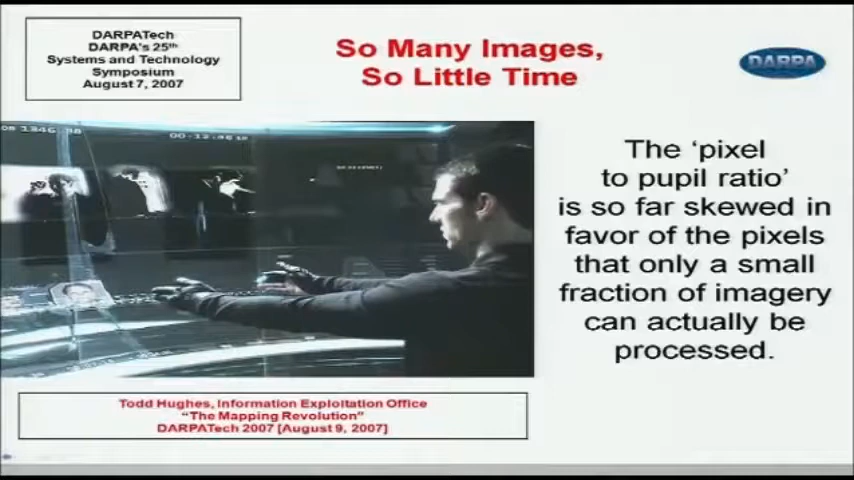 DARPATech
DARPA's 25th
Systems and Technology
Symposium
August 7, 2007
So Many Images,
So Little Time
DARPA
The 'pixel
to pupil ratio'
is so far skewed in
favor of the pixels
that only a small
fraction of imagery
can actually be
processed.
Todd Hughes, Information Exploitation Office
"The Mapping Revolution"
DARPATech 2007 [August 9, 2007]